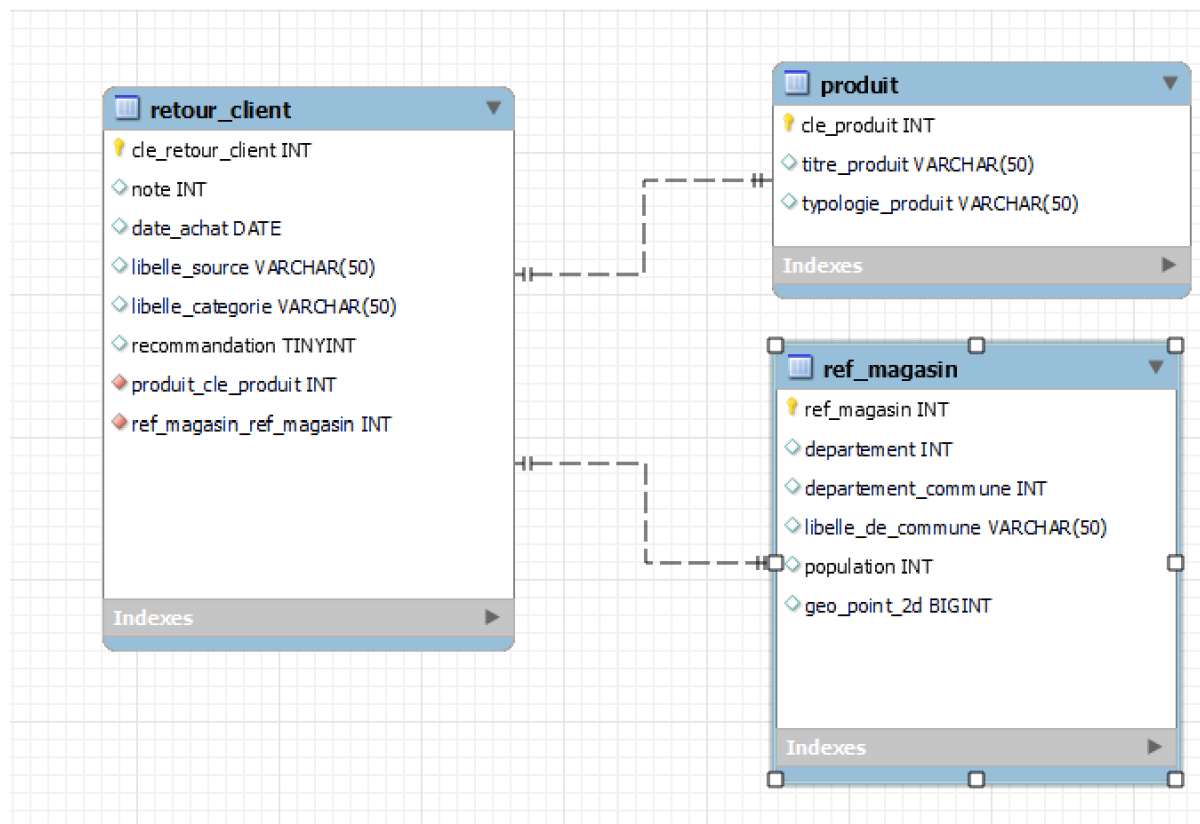 retour_client
cle_retour_client INT
note INT
date_achat DATE
libelle_source VARCHAR(50)
libelle_categorie VARCHAR(50)
recommandation TINYINT
produit_cle_produit INT
ref_magasin_ref_magasin INT
Indexes
produit
cle_produit INT
titre_produit VARCHAR(50)
typologie_produit VARCHAR(50)
Indexes
ref_magasin
ref_magasin INT
departement INT
departement_commune INT
libelle_de_commune VARCHAR(50)
population INT
geo_point_2d BIGINT
Indexes